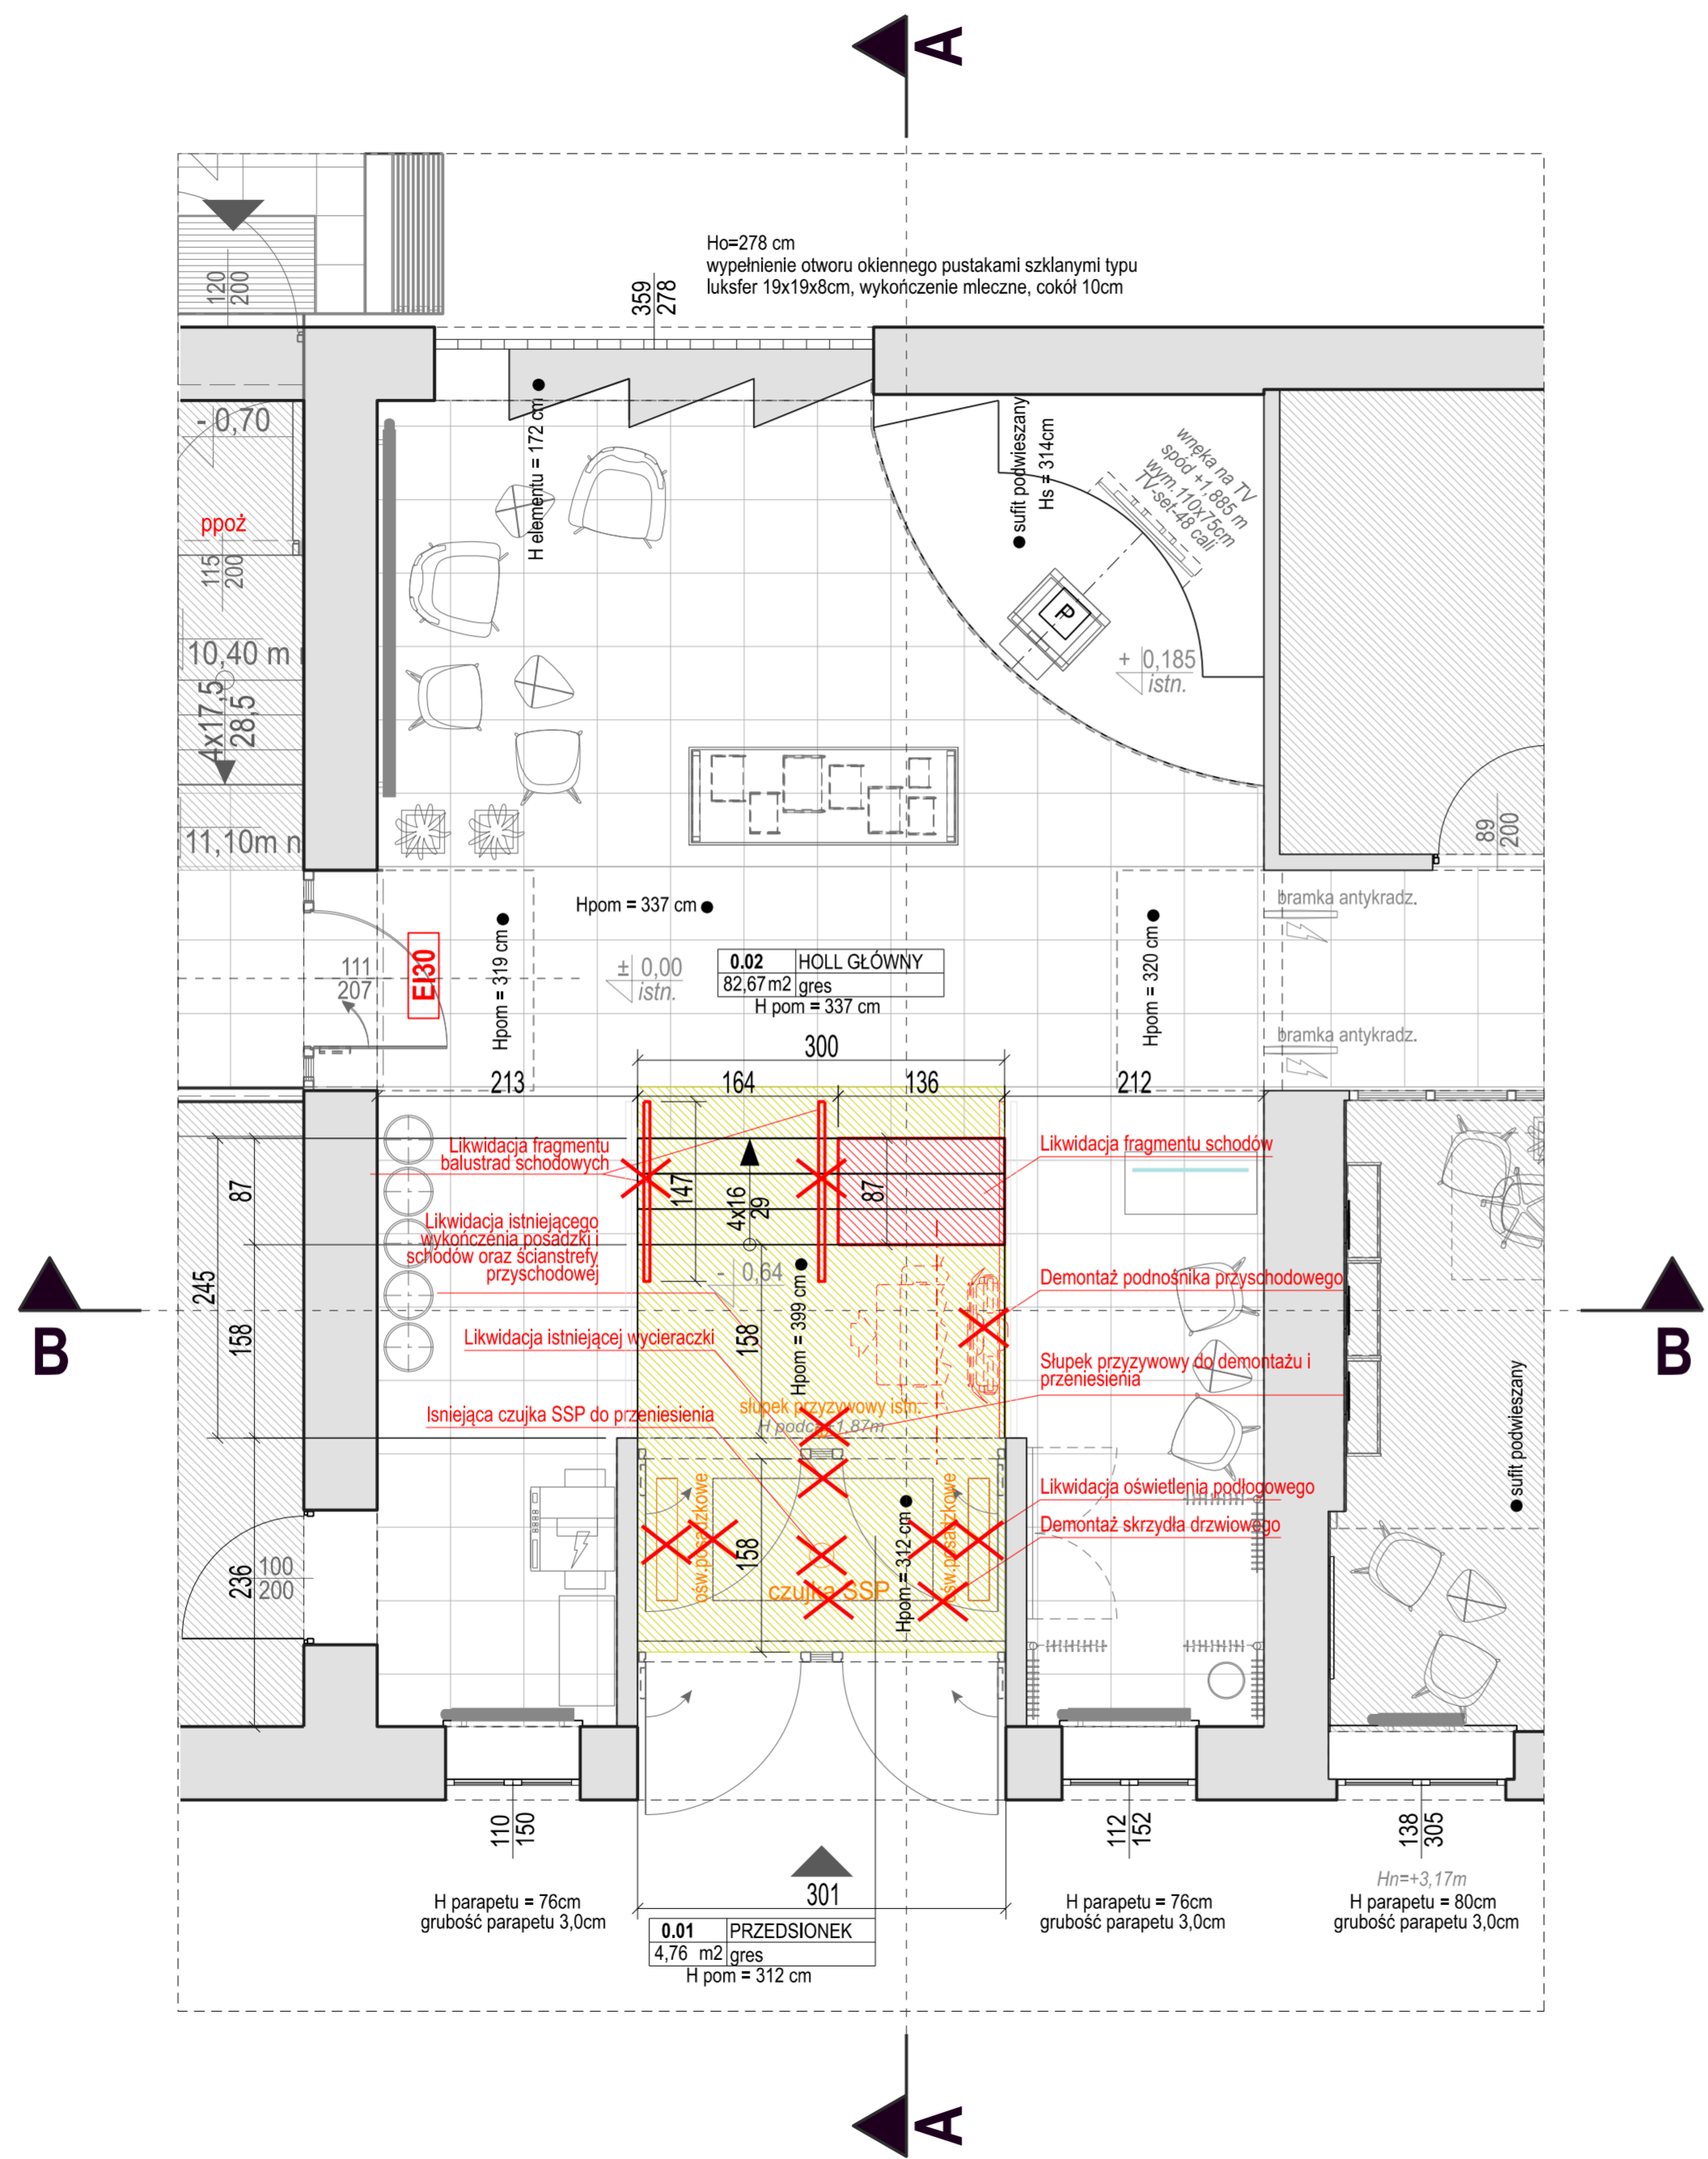 A
Ho=278 cm
wypełnienie otworu okiennego pustakami szklanymi typu
luksfer 19x19x8cm, wykończenie mleczne, cokół 10cm
120
200
359
278
- 0,70
ppoż
115
200
10,40 m
4x17,5
28,5
11,10m n
H elementu = 172 cm
sufit podwieszany
Hs = 314cm
wnęka na TV
spód +1,885 m
wym.110x75cm
TV-set-48 cali
P
+ 0,185
istn.
89
200
bramka antykradz.
Hpom = 337 cm
Hpom = 319 cm
Hpom = 320 cm
EI30
111
207
± 0,00
istn.
0.02 HOLL GŁÓWNY
82,67 m2 gres
H pom = 337 cm
bramka antykradz.
300
213 164 136 212
Likwidacja fragmentu
balustrad schodowych
Likwidacja fragmentu schodów
87
147
4x16
29
87
Likwidacja istniejącego
wykończenia posadzki i
schodów oraz ścianstrefy
przyschodowej
245
158
- 0,64
Hpom = 399 cm
158
Demontaż podnośnika przyschodowego
Likwidacja istniejącej wycieraczki
Słupek przyzywowy do demontażu i
przeniesienia
Isniejąca czujka SSP do przeniesienia
słupek przyzywowy istn.
H podc.=1,87m
sufit podwieszany
B
B
ośw.posadzkowe
ośw.posadzkowe
Likwidacja oświetlenia podłogowego
Demontaż skrzydła drzwiowego
158
Hpom = 312 cm
czujka SSP
236
100
200
110
150
112
152
138
305
301
Hn=+3,17m
H parapetu = 76cm
grubość parapetu 3,0cm
H parapetu = 76cm
grubość parapetu 3,0cm
H parapetu = 80cm
grubość parapetu 3,0cm
0.01 PRZEDSIONEK
4,76 m2 gres
H pom = 312 cm
A